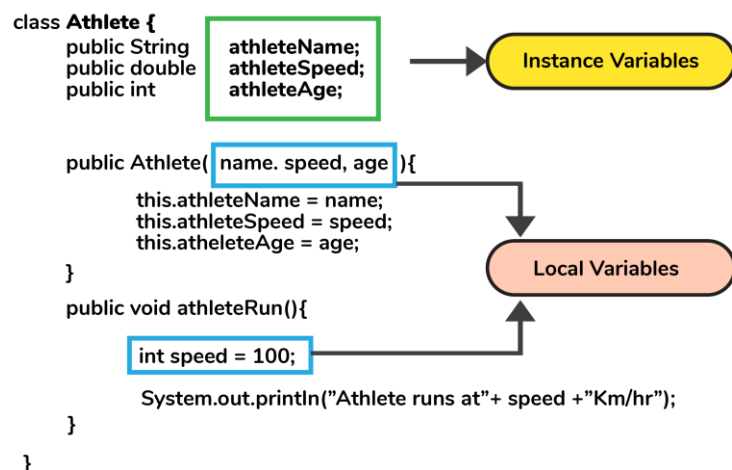 class Athlete {
public String athleteName;
public double athleteSpeed;
public int athleteAge;
Instance Variables
public Athlete( name. speed, age ){
this.athleteName = name;
this.athleteSpeed = speed;
this.atheleteAge = age;
}
Local Variables
public void athleteRun(){
int speed = 100;
System.out.println(”Athlete runs at”+ speed +”Km/hr”);
}
}